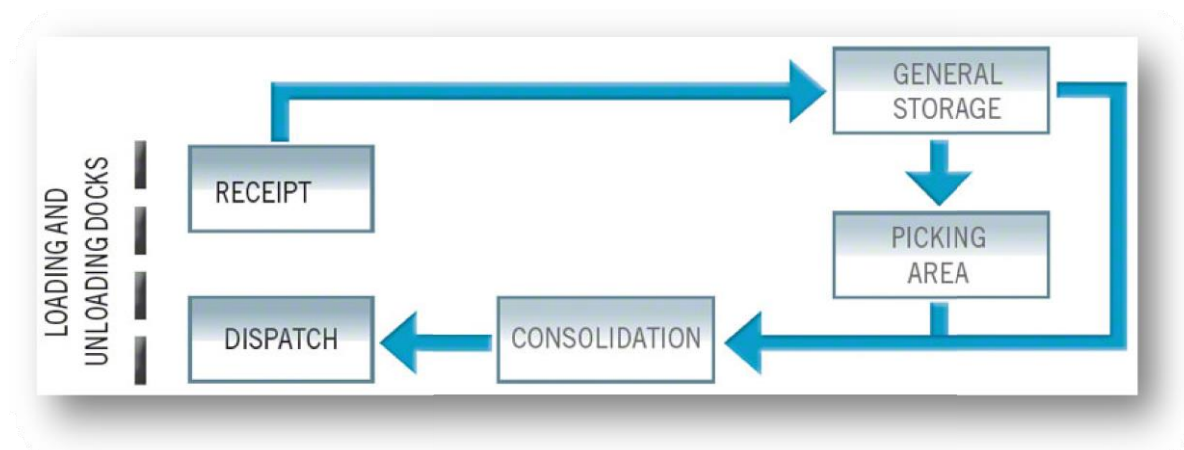 LOADING AND
UNLOADING DOCKS
RECEIPT
GENERAL
STORAGE
PICKING
AREA
CONSOLIDATION
DISPATCH